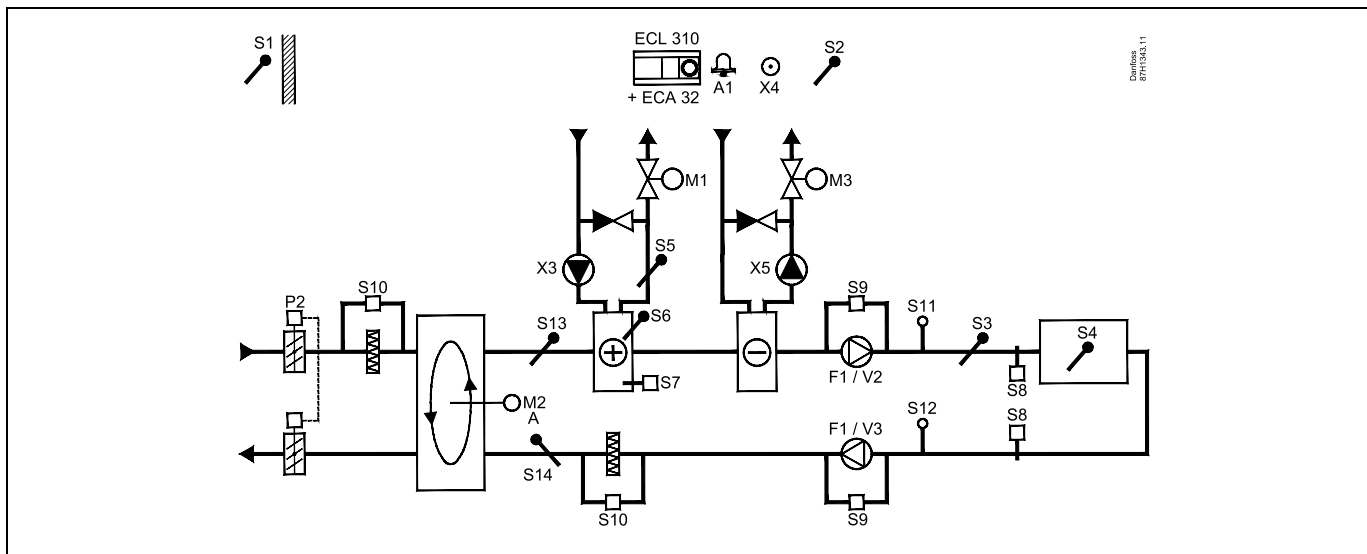 S1
ECL 310
+ ECA 32
A1
X4
S2
Danfoss
87H1343.11
M1
M3
X3
S5
X5
P2
S10
S13
S6
S9
S11
S3
S4
F1 / V2
S7
S8
M2
A
S14
S10
F1 / V3
S12
S8
S9